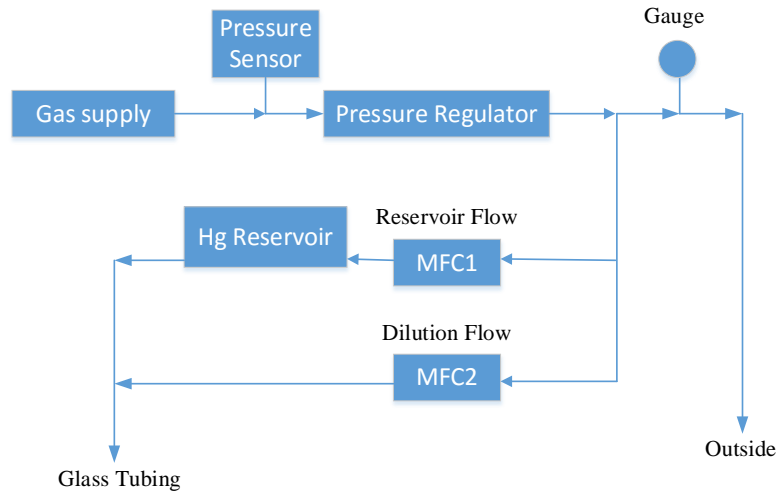 Gauge
Pressure
Sensor
Gas supply
Pressure Regulator
Reservoir Flow
Hg Reservoir
MFC1
Dilution Flow
MFC2
Outside
Glass Tubing